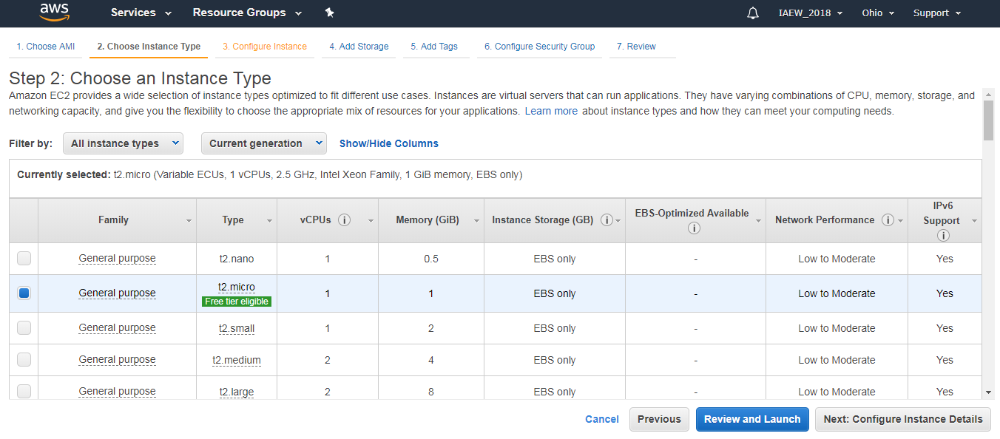 aws Services Resource Groups IAEW_2018 Ohio Support
1. Choose AMI 2. Choose Instance Type 3. Configure Instance 4. Add Storage 5. Add Tags 6. Configure Security Group 7. Review
Step 2: Choose an Instance Type
Amazon EC2 provides a wide selection of instance types optimized to fit different use cases. Instances are virtual servers that can run applications. They have varying combinations of CPU, memory, storage, and
networking capacity, and give you the flexibility to choose the appropriate mix of resources for your applications. Learn more about instance types and how they can meet your computing needs.
Filter by: All instance types Current generation Show/Hide Columns
Currently selected: t2.micro (Variable ECUs, 1 vCPUs, 2.5 GHz, Intel Xeon Family, 1 GiB memory, EBS only)
Family Type vCPUs i Memory (GiB) Instance Storage (GB) i EBS-Optimized Available i Network Performance i IPv6 Support i
General purpose t2.nano 1 0.5 EBS only - Low to Moderate Yes
General purpose t2.micro Free tier eligible 1 1 EBS only - Low to Moderate Yes
General purpose t2.small 1 2 EBS only - Low to Moderate Yes
General purpose t2.medium 2 4 EBS only - Low to Moderate Yes
General purpose t2.large 2 8 EBS only - Low to Moderate Yes
Cancel Previous Review and Launch Next: Configure Instance Details